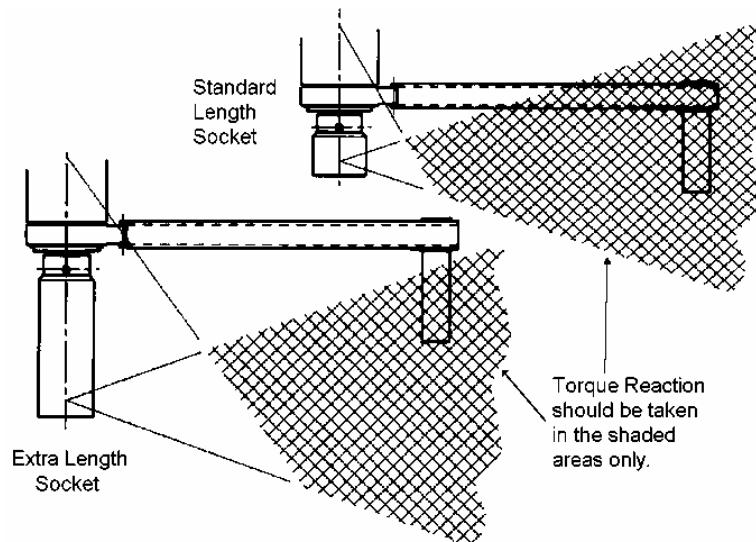 Standard
Length
Socket
Extra Length
Socket
Torque Reaction
should be taken
in the shaded
areas only.